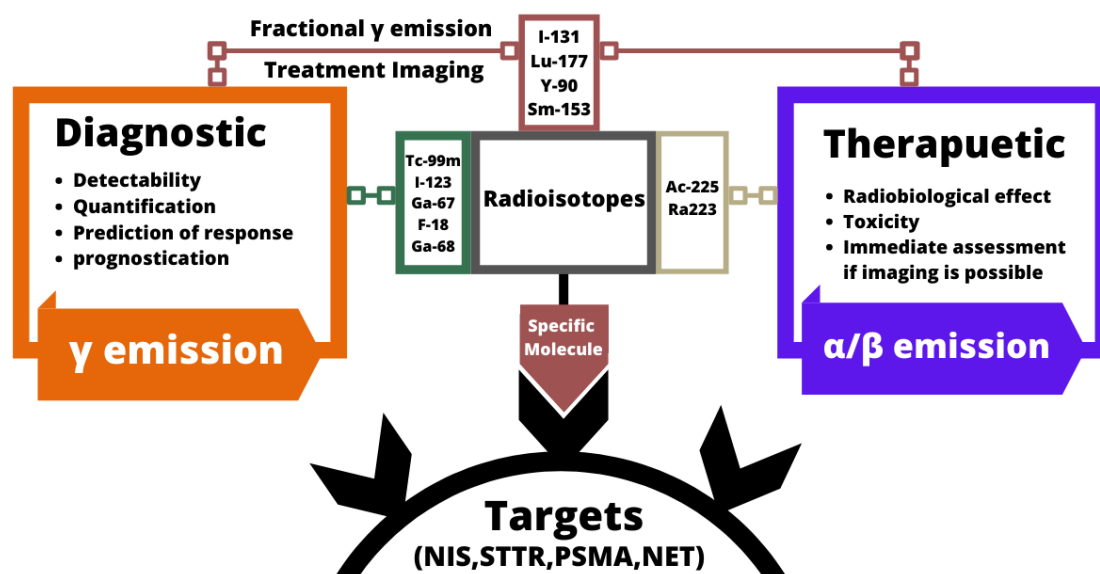 Fractional γ emission
Treatment Imaging
I-131
Lu-177
Y-90
Sm-153
Diagnostic
• Detectability
• Quantification
• Prediction of response
• prognostication
γ emission
Tc-99m
I-123
Ga-67
F-18
Ga-68
Radioisotopes
Ac-225
Ra223
Therapuetic
• Radiobiological effect
• Toxicity
• Immediate assessment
if imaging is possible
α/β emission
Specific
Molecule
Targets
(NIS,STTR,PSMA,NET)